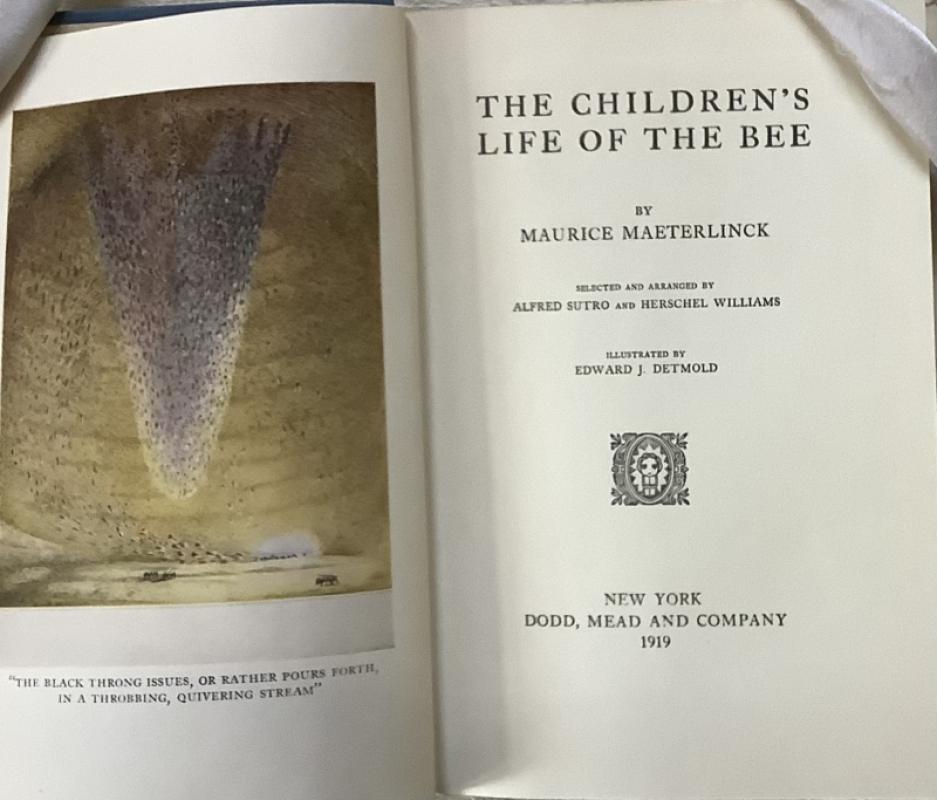 "THE BLACK THRONG ISSUES, OR RATHER POURS FORTH,
IN A THROBBING, QUIVERING STREAM"
THE CHILDREN'S
LIFE OF THE BEE
BY
MAURICE MAETERLINCK
SELECTED AND ARRANGED BY
ALFRED SUTRO AND HERSCHEL WILLIAMS
ILLUSTRATED BY
EDWARD J. DETMOLD
NEW YORK
DODD, MEAD AND COMPANY
1919